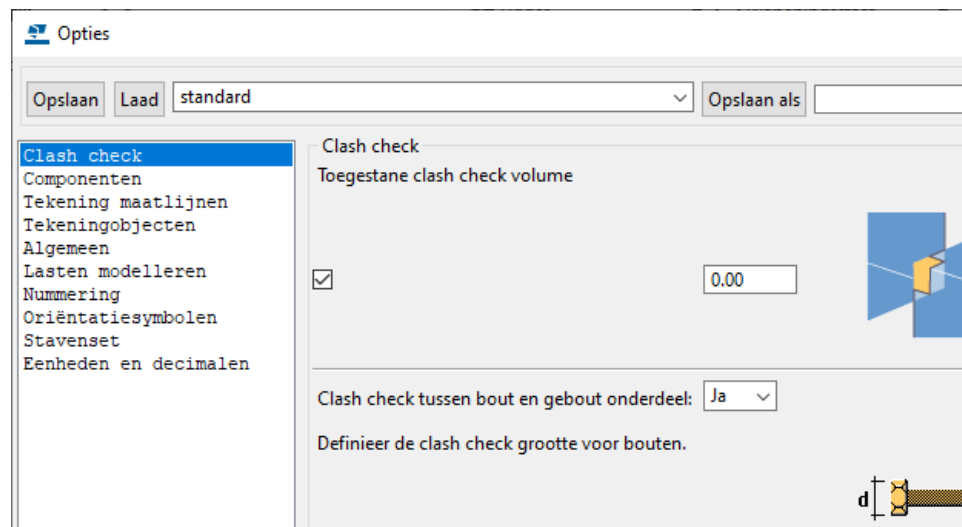 Opties
Opslaan Laad standard Opslaan als
Clash check
Componenten
Tekening maatlijnen
Tekeningobjecten
Algemeen
Lasten modelleren
Nummering
Oriëntatiesymbolen
Stavenset
Eenheden en decimalen
Clash check
Toegestane clash check volume
0.00
Clash check tussen bout en gebout onderdeel: Ja
Definieer de clash check grootte voor bouten.
d